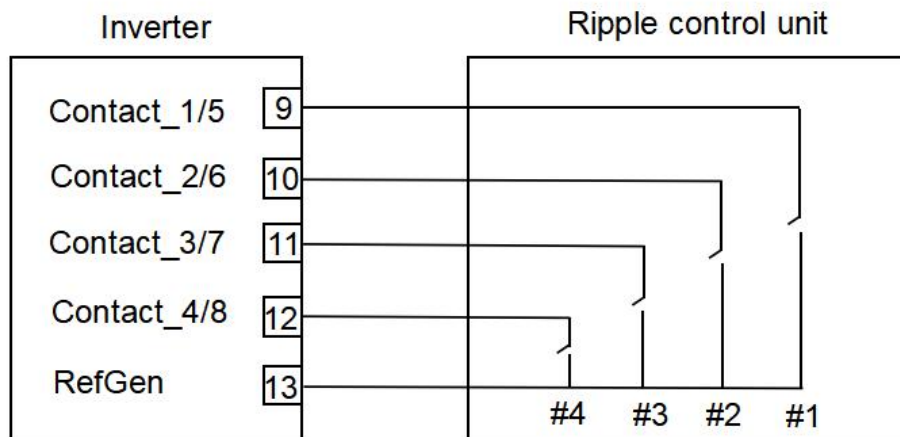 Inverter
Ripple control unit
Contact_1/5 9
Contact_2/6 10
Contact_3/7 11
Contact_4/8 12
RefGen 13
#4 #3 #2 #1